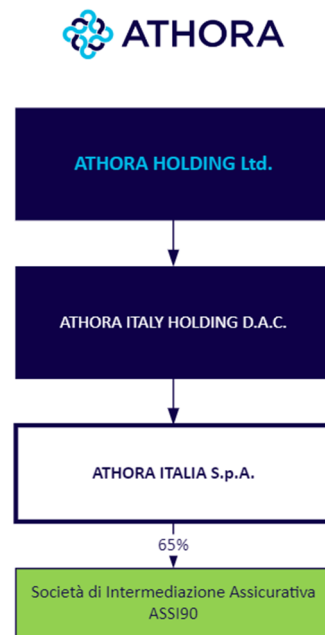 ATHORA
ATHORA HOLDING Ltd.
ATHORA ITALY HOLDING D.A.C.
ATHORA ITALIA S.p.A.
65%
Società di Intermediazione Assicurativa
ASSI90